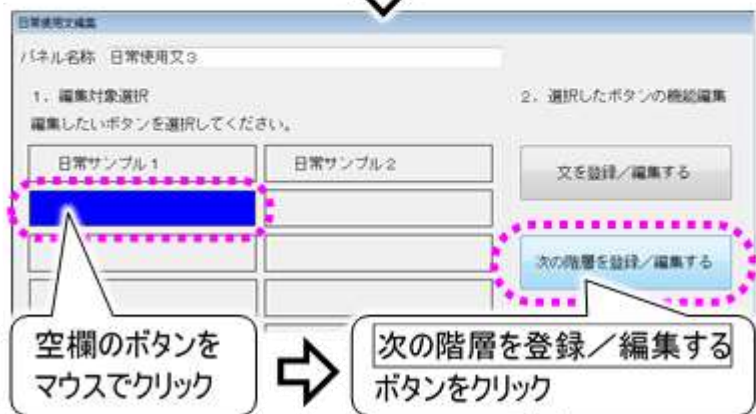 日常使用文編集
パネル名称 日常使用文3
1. 編集対象選択
2. 選択したボタンの機能編集
編集したいボタンを選択してください。
日常サンプル1
日常サンプル2
文を登録／編集する
次の階層を登録／編集する
空欄のボタンを
マウスでクリック
次の階層を登録／編集する
ボタンをクリック